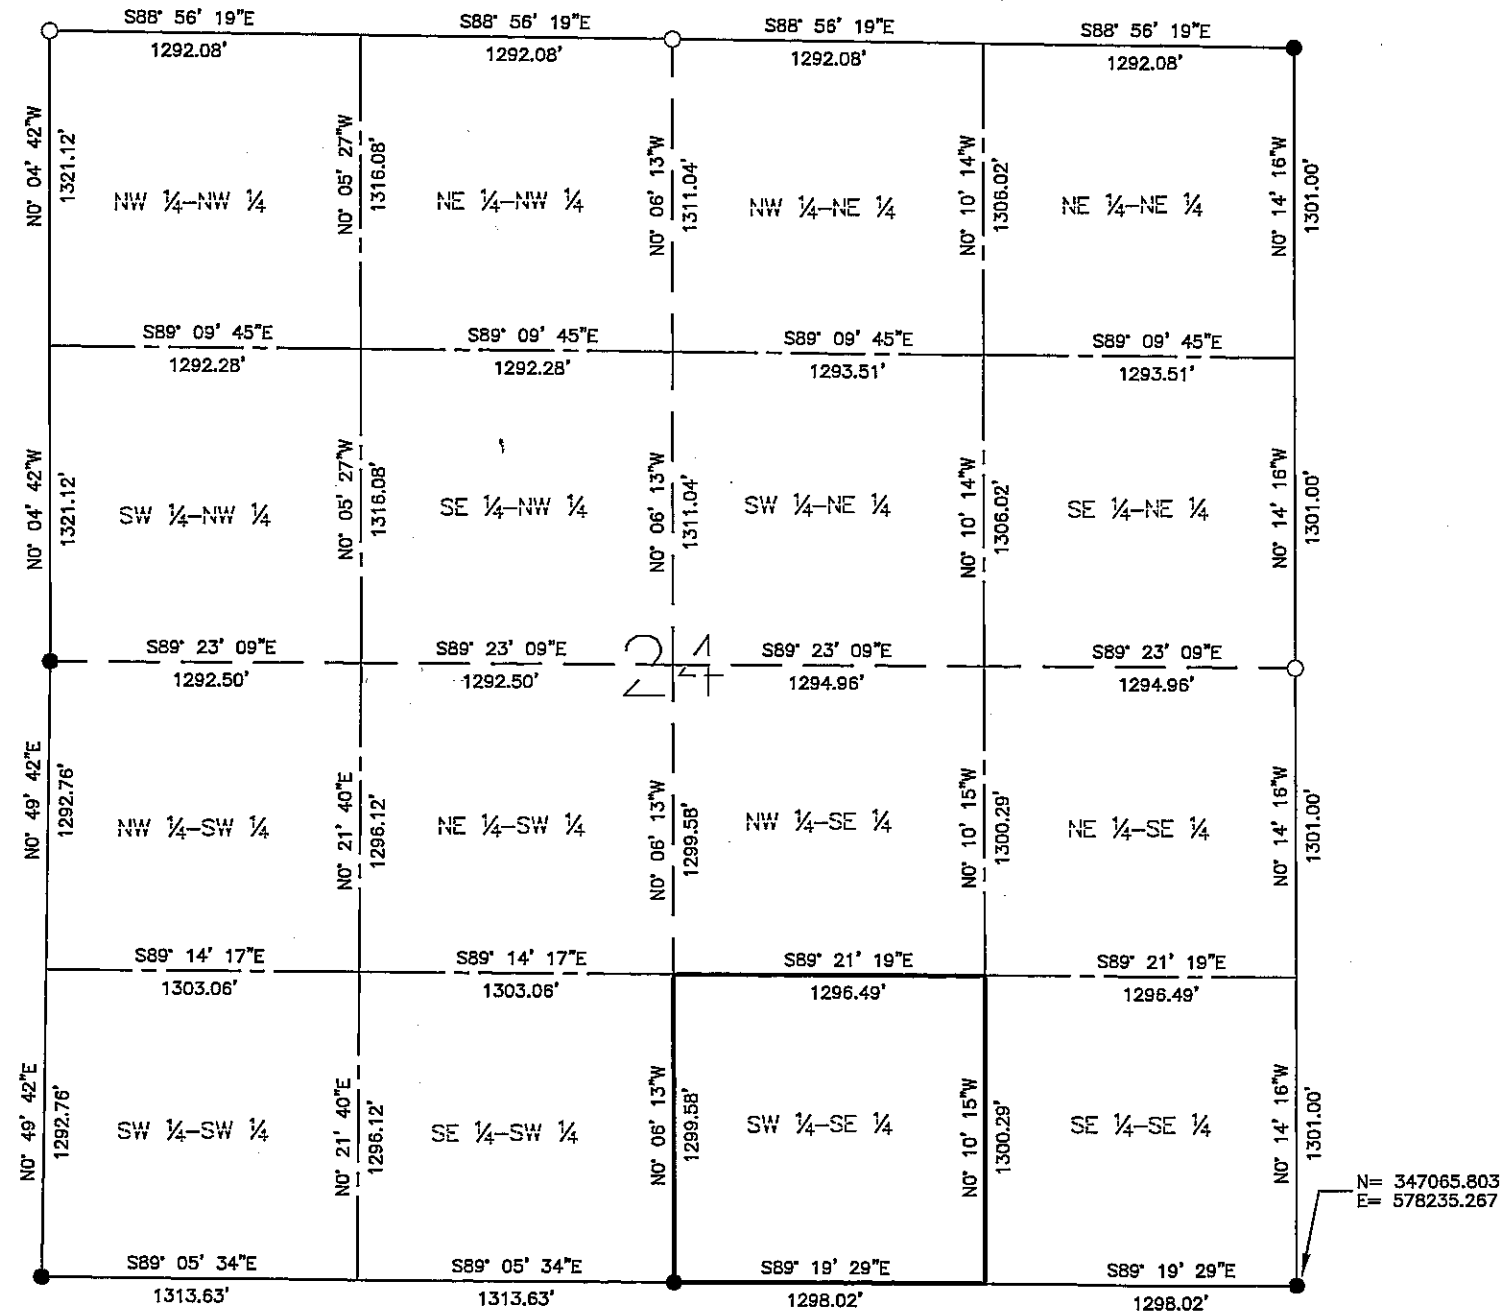 S88° 56' 19"E S88° 56' 19"E S88° 56' 19"E S88° 56' 19"E
1292.08' 1292.08' 1292.08' 1292.08'
N0° 04' 42"W 1321.12' N0° 05' 27"W 1316.08' N0° 06' 13"W 1311.04' N0° 10' 14"W 1306.02' N0° 14' 16"W 1301.00'
NW ¼-NW ¼ NE ¼-NW ¼ NW ¼-NE ¼ NE ¼-NE ¼
S89° 09' 45"E S89° 09' 45"E S89° 09' 45"E S89° 09' 45"E
1292.28' 1292.28' 1293.51' 1293.51'
N0° 04' 42"W 1321.12' N0° 05' 27"W 1316.08' N0° 06' 13"W 1311.04' N0° 10' 14"W 1306.02' N0° 14' 16"W 1301.00'
SW ¼-NW ¼ SE ¼-NW ¼ SW ¼-NE ¼ SE ¼-NE ¼
S89° 23' 09"E S89° 23' 09"E 24 S89° 23' 09"E S89° 23' 09"E
1292.50' 1292.50' 1294.96' 1294.96'
N0° 49' 42"E 1292.76' N0° 21' 40"E 1296.12' N0° 06' 13"W 1299.58' N0° 10' 15"W 1300.29' N0° 14' 16"W 1301.00'
NW ¼-SW ¼ NE ¼-SW ¼ NW ¼-SE ¼ NE ¼-SE ¼
S89° 14' 17"E S89° 14' 17"E S89° 21' 19"E S89° 21' 19"E
1303.06' 1303.06' 1296.49' 1296.49'
N0° 49' 42"E 1292.76' N0° 21' 40"E 1296.12' N0° 06' 13"W 1299.58' N0° 10' 15"W 1300.29' N0° 14' 16"W 1301.00'
SW ¼-SW ¼ SE ¼-SW ¼ SW ¼-SE ¼ SE ¼-SE ¼
N= 347065.803
E= 578235.267
S89° 05' 34"E S89° 05' 34"E S89° 19' 29"E S89° 19' 29"E
1313.63' 1313.63' 1298.02' 1298.02'